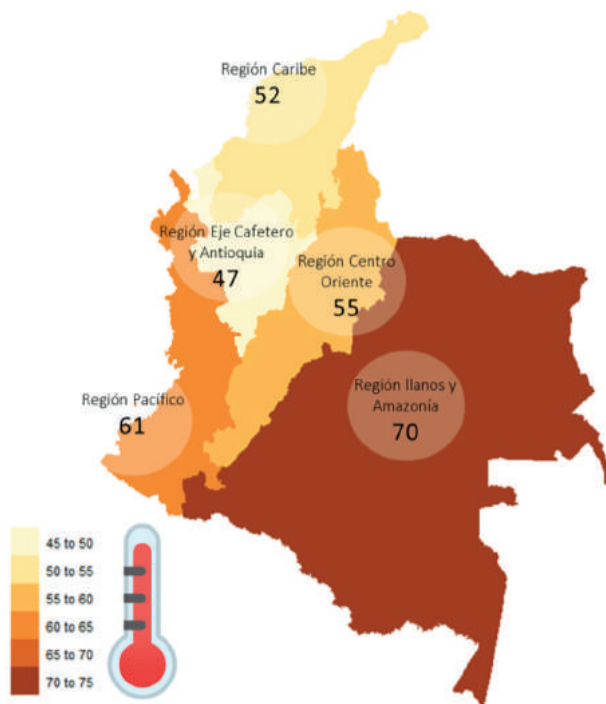 Región Caribe
52
Región Eje Cafetero
y Antioquia
47
Región Centro
Oriente
55
Región llanos y
Amazonía
70
Región Pacífico
61
45 to 50
50 to 55
55 to 60
60 to 65
65 to 70
70 to 75